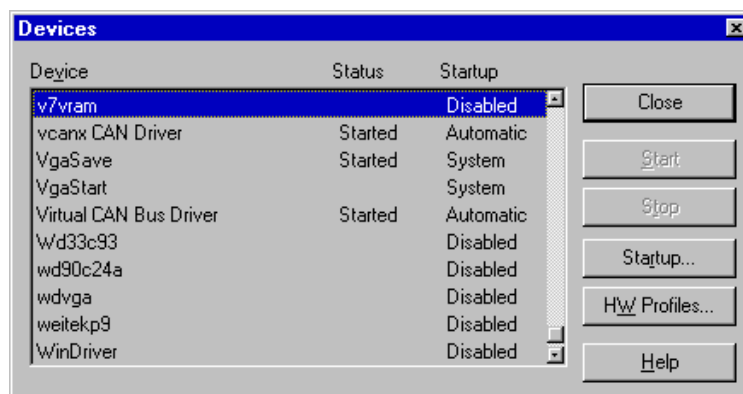 Devices
Device Status Startup
v7vram Disabled
vcanx CAN Driver Started Automatic
VgaSave Started System
VgaStart System
Virtual CAN Bus Driver Started Automatic
Wd33c93 Disabled
wd90c24a Disabled
wdvga Disabled
weitekp9 Disabled
WinDriver Disabled
Close
Start
Stop
Startup...
HW Profiles...
Help